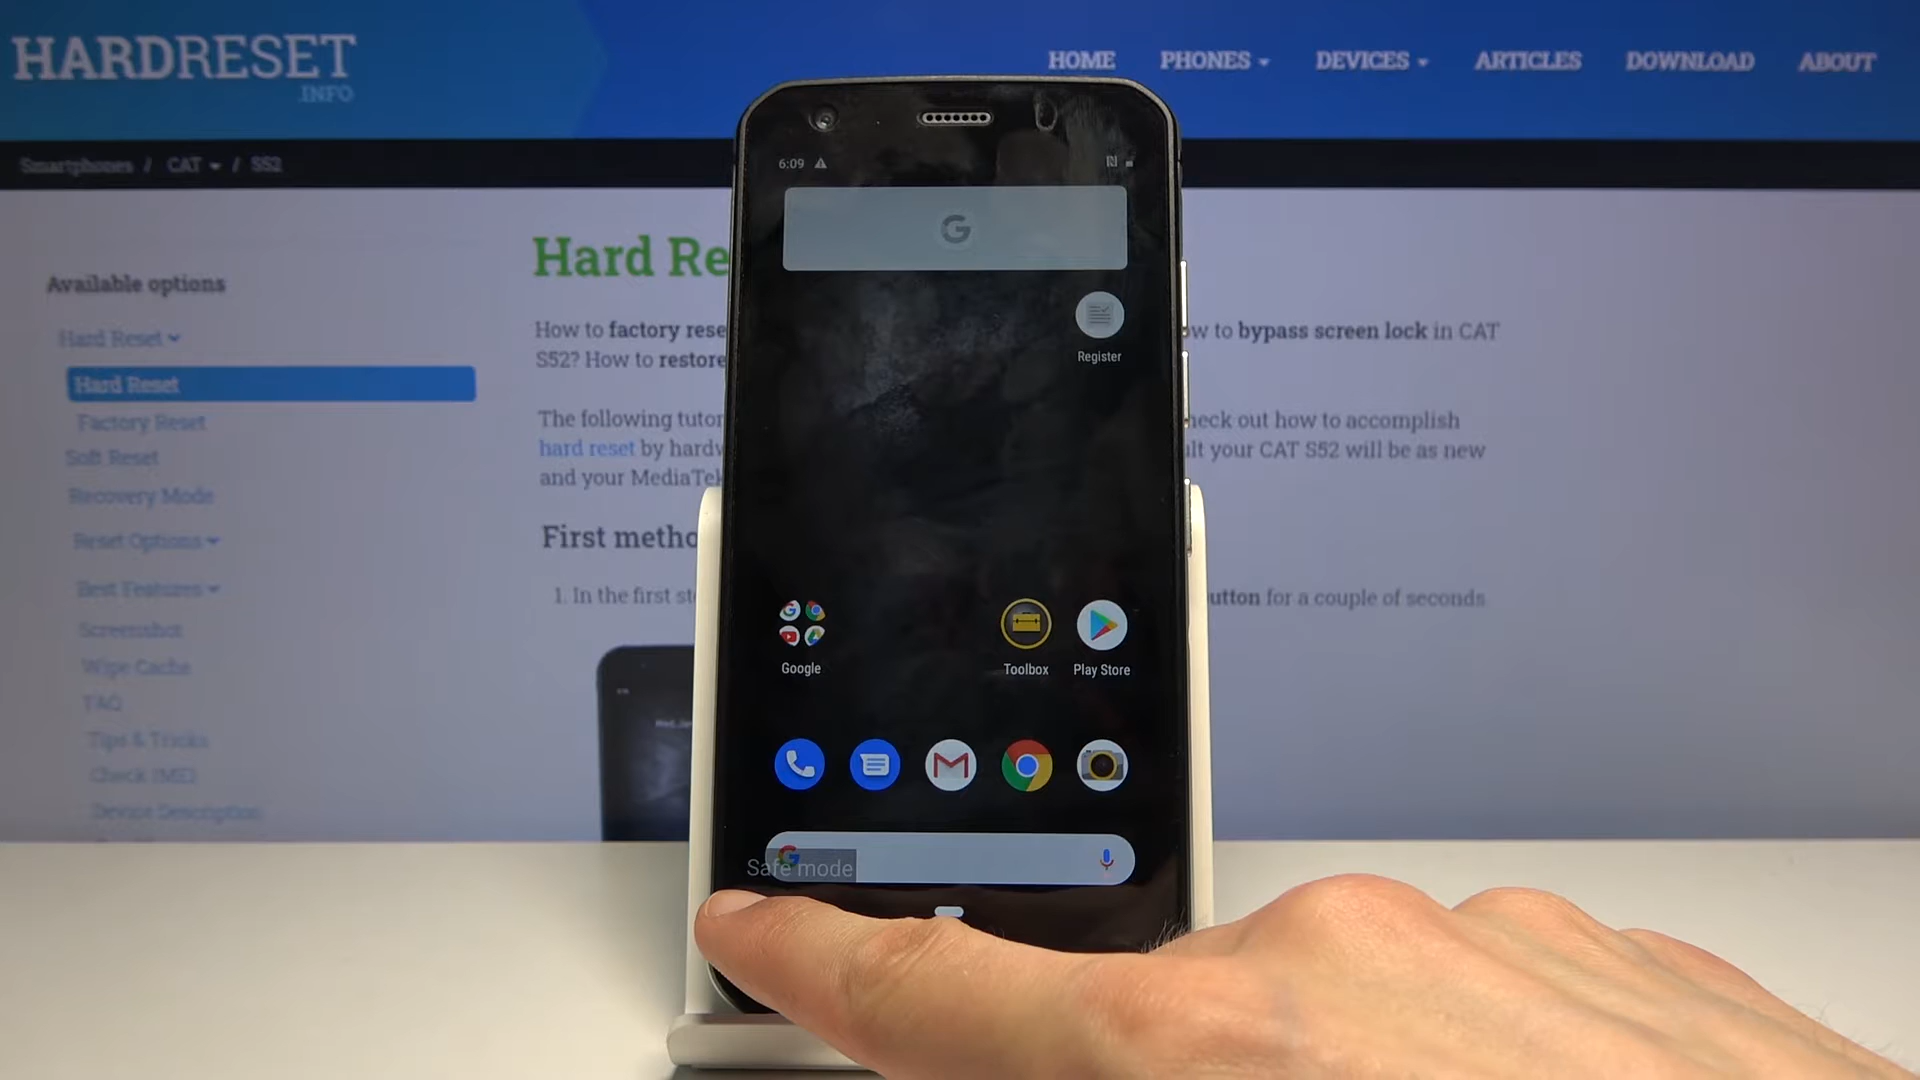 HARDRESET
.INFO
HOME PHONES DEVICES ARTICLES DOWNLOAD ABOUT
Smartphones / CAT / S52
Available options
Hard Reset
Hard Reset
Factory Reset
Soft Reset
Recovery Mode
Reset Options
Best Features
Screenshot
Wipe Cache
FAQ
Tips & Tricks
Check IMEI
Device Description
Hard Re
How to factory rese
w to bypass screen lock in CAT
S52? How to restore
The following tutor
heck out how to accomplish
hard reset by hardw
lt your CAT S52 will be as new
and your MediaTek
First metho
1. In the first st
utton for a couple of seconds
6:09
G
Register
Google
Toolbox
Play Store
Safe mode